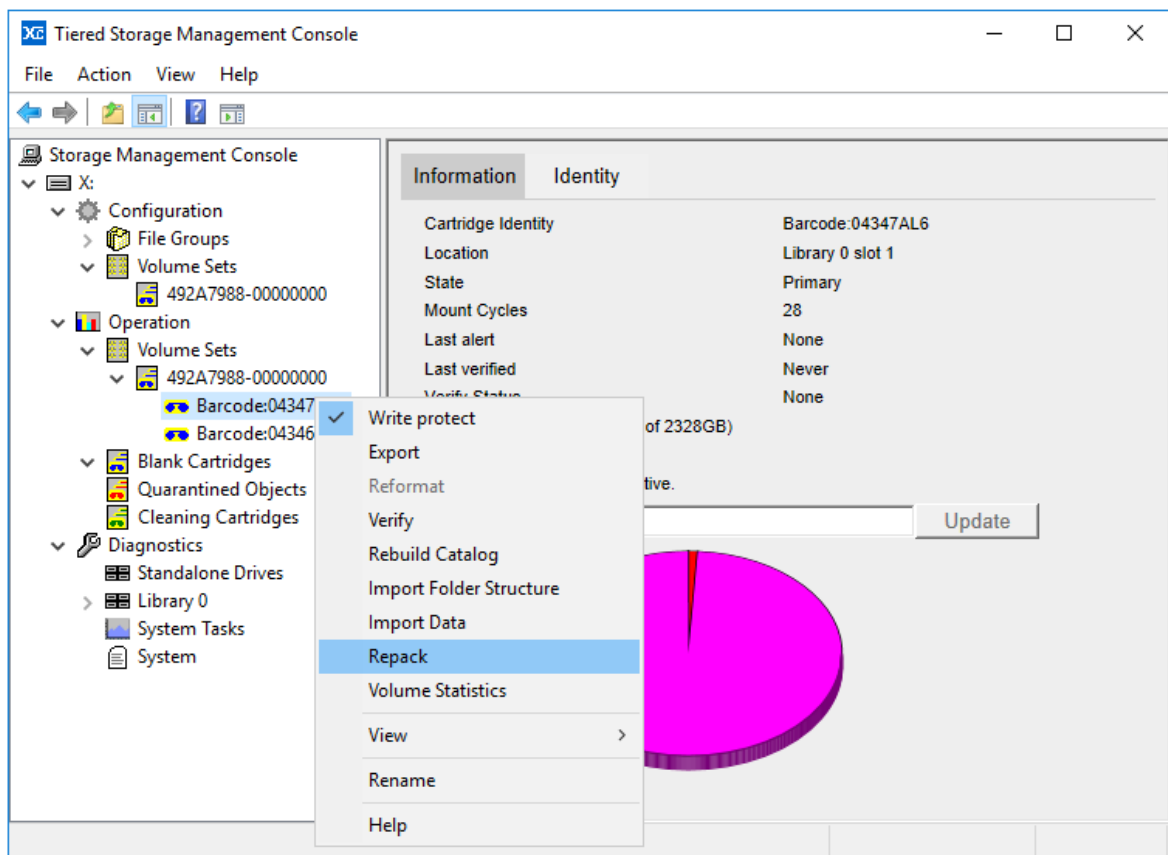 Tiered Storage Management Console
File Action View Help
Storage Management Console
X:
Configuration
File Groups
Volume Sets
492A7988-00000000
Operation
Volume Sets
492A7988-00000000
Barcode:04347
Barcode:04346
Blank Cartridges
Quarantined Objects
Cleaning Cartridges
Diagnostics
Standalone Drives
Library 0
System Tasks
System
Information Identity
Cartridge Identity Barcode:04347AL6
Location Library 0 slot 1
State Primary
Mount Cycles 28
Last alert None
Last verified Never
Verify Status None
of 2328GB)
tive.
Update
Write protect
Export
Reformat
Verify
Rebuild Catalog
Import Folder Structure
Import Data
Repack
Volume Statistics
View
Rename
Help